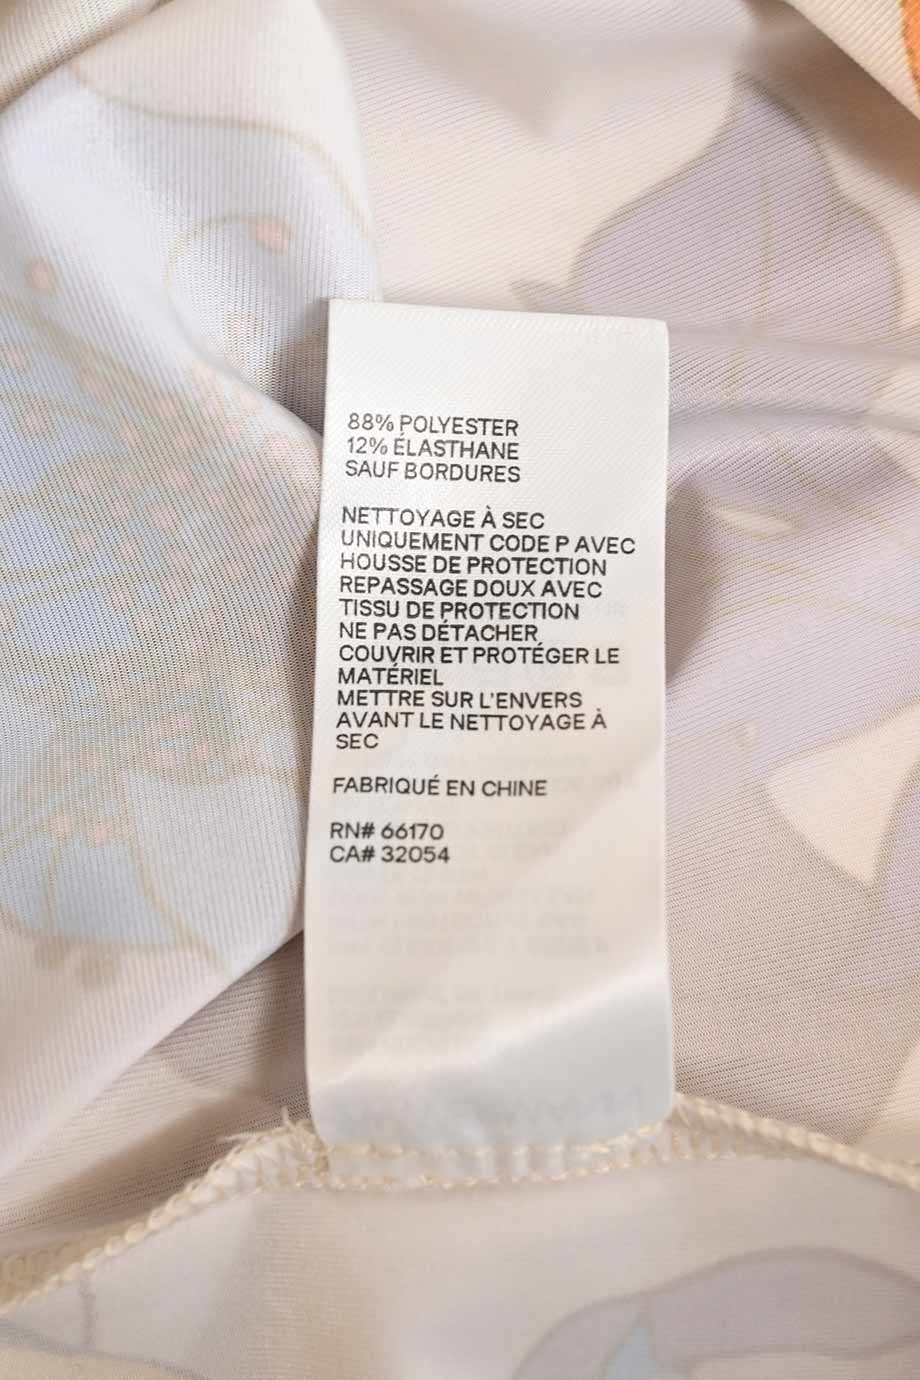 88% POLYESTER
12% ÉLASTHANE
SAUF BORDURES
NETTOYAGE À SEC
UNIQUEMENT CODE P AVEC
HOUSSE DE PROTECTION
REPASSAGE DOUX AVEC
TISSU DE PROTECTION
NE PAS DÉTACHER
COUVRIR ET PROTÉGER LE
MATÉRIEL
METTRE SUR L'ENVERS
AVANT LE NETTOYAGE À
SEC
FABRIQUÉ EN CHINE
RN# 66170
CA# 32054